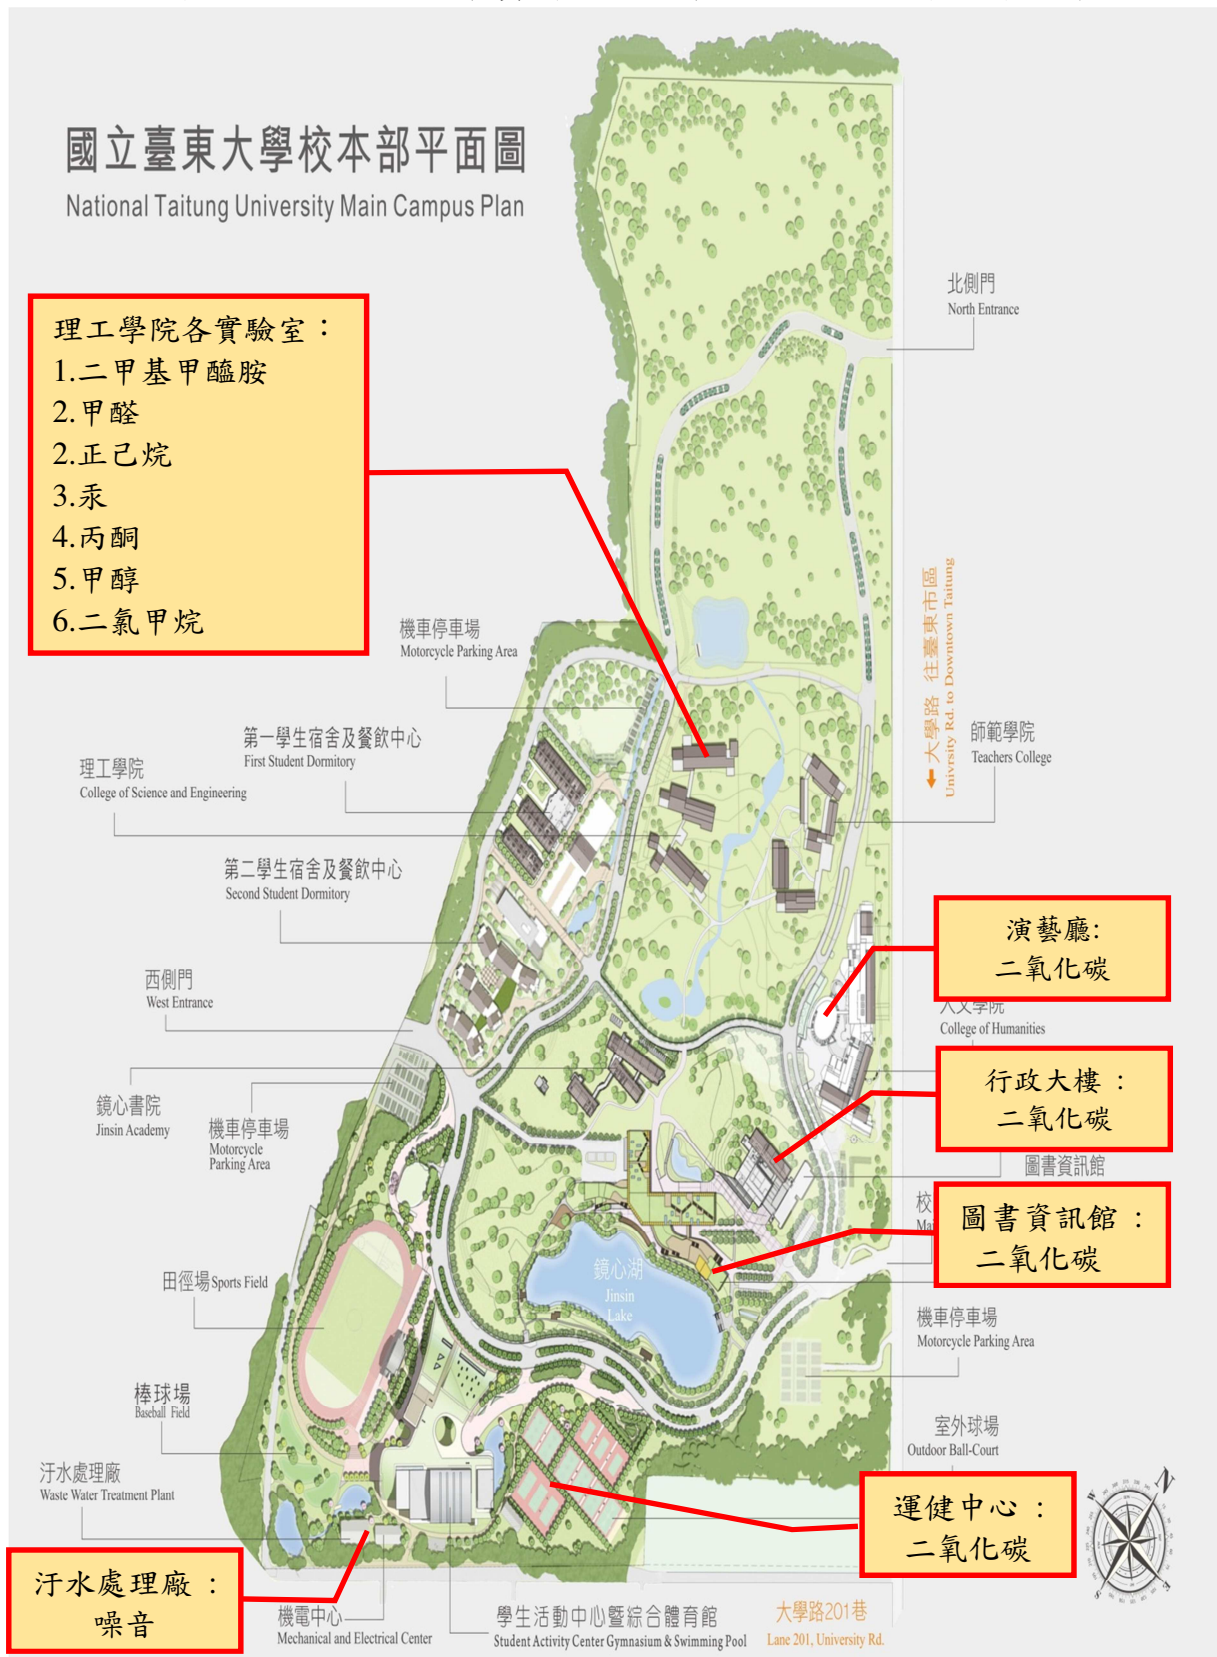 國立臺東大學校本部平面圖
National Taitung University Main Campus Plan
北側門
North Entrance
理工學院各實驗室：
1.二甲基甲醯胺
2.甲醛
2.正己烷
3.汞
4.丙酮
5.甲醇
6.二氯甲烷
機車停車場
Motorcycle Parking Area
大學路 往臺東市區
Univrsity Rd. to Downtown Taitung
第一學生宿舍及餐飲中心
First Student Dormitory
師範學院
Teachers College
理工學院
College of Science and Engineering
第二學生宿舍及餐飲中心
Second Student Dormitory
演藝廳:
二氧化碳
西側門
West Entrance
人文學院
College of Humanities
行政大樓：
二氧化碳
鏡心書院
Jinsin Academy
機車停車場
Motorcycle
Parking Area
圖書資訊館
校
Mai
圖書資訊館：
二氧化碳
鏡心湖
Jinsin
Lake
田徑場 Sports Field
機車停車場
Motorcycle Parking Area
棒球場
Baseball Field
室外球場
Outdoor Ball-Court
汙水處理廠
Waste Water Treatment Plant
運健中心：
二氧化碳
N
W
S
E
汙水處理廠：
噪音
機電中心
Mechanical and Electrical Center
學生活動中心暨綜合體育館
Student Activity Center Gymnasium & Swimming Pool
大學路201巷
Lane 201, University Rd.